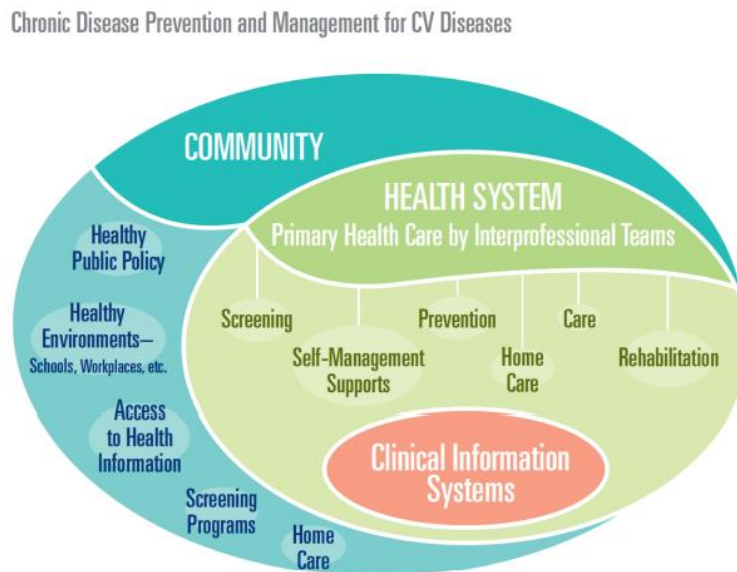 Chronic Disease Prevention and Management for CV Diseases
COMMUNITY
HEALTH SYSTEM
Primary Health Care by Interprofessional Teams
Healthy
Public Policy
Healthy
Environments—
Schools, Workplaces, etc.
Access
to Health
Information
Screening
Programs
Home
Care
Screening
Self-Management
Supports
Prevention
Home
Care
Care
Rehabilitation
Clinical Information
Systems